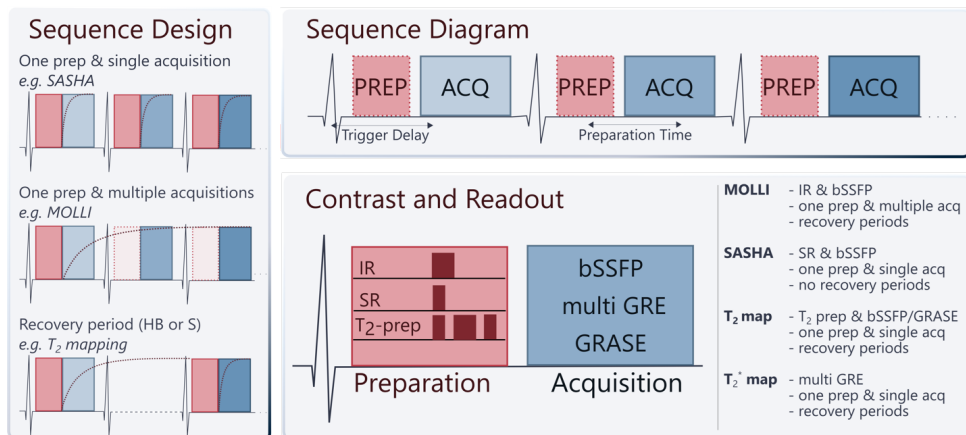 Sequence Design
One prep & single acquisition
e.g. SASHA
One prep & multiple acquisitions
e.g. MOLLI
Recovery period (HB or S)
e.g. T₂ mapping
Sequence Diagram
PREP ACQ PREP ACQ PREP ACQ
Trigger Delay Preparation Time
Contrast and Readout
IR
SR
T₂-prep
Preparation
bSSFP
multi GRE
GRASE
Acquisition
MOLLI - IR & bSSFP
- one prep & multiple acq
- recovery periods
SASHA - SR & bSSFP
- one prep & single acq
- no recovery periods
T₂ map - T₂ prep & bSSFP/GRASE
- one prep & single acq
- recovery periods
T₂* map - multi GRE
- one prep & single acq
- recovery periods